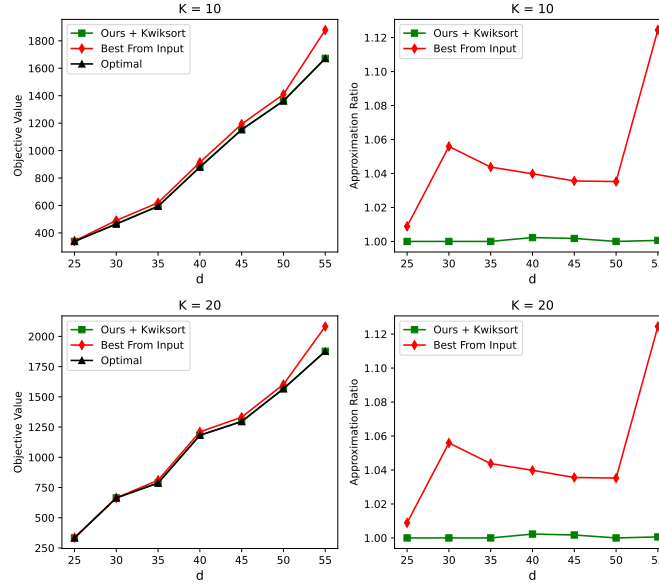 K = 10
1800
1600
1400
1200
1000
800
600
400
Objective Value
Ours + Kwiksort
Best From Input
Optimal
25 30 35 40 45 50 55
d
K = 10
1.12
1.10
1.08
1.06
1.04
1.02
1.00
Approximation Ratio
Ours + Kwiksort
Best From Input
25 30 35 40 45 50
d
K = 20
2000
1750
1500
1250
1000
750
500
250
Objective Value
Ours + Kwiksort
Best From Input
Optimal
25 30 35 40 45 50 55
d
K = 20
1.12
1.10
1.08
1.06
1.04
1.02
1.00
Approximation Ratio
Ours + Kwiksort
Best From Input
25 30 35 40 45 50
d